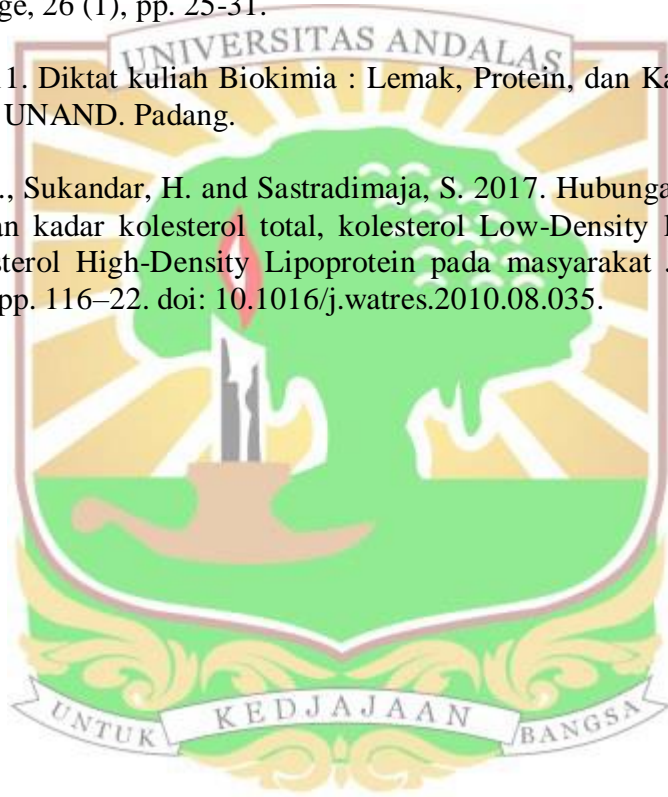 ge, 26 (1), pp. 25-31.
UNIVERSITAS ANDALAS
11. Diktat kuliah Biokimia : Lemak, Protein, dan Ka
UNAND. Padang.
., Sukandar, H. and Sastradimaja, S. 2017. Hubunga
an kadar kolesterol total, kolesterol Low-Density
sterol High-Density Lipoprotein pada masyarakat .
pp. 116–22. doi: 10.1016/j.watres.2010.08.035.
UNTUK KEDJAJAAN BANGSA